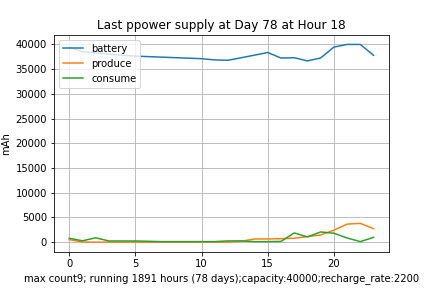 Last ppower supply at Day 78 at Hour 18
battery
produce
consume
mAh
40000
35000
30000
25000
20000
15000
10000
5000
0
0 5 10 15 20
max count9; running 1891 hours (78 days);capacity:40000;recharge_rate:2200